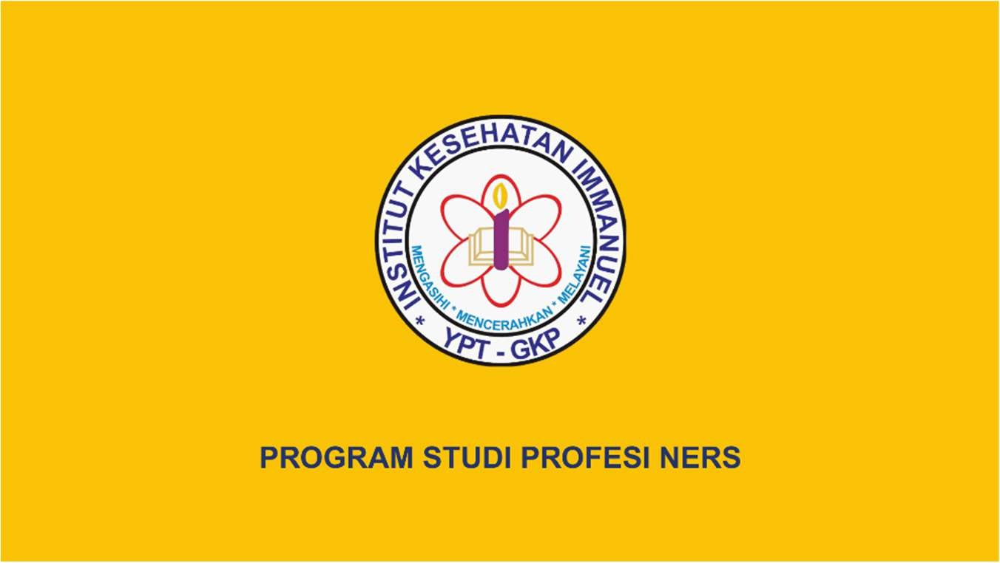 INSTITUT KESEHATAN IMMANUEL
MENGASIHI * MENCERAHKAN * MELAYANI
* YPT - GKP *
PROGRAM STUDI PROFESI NERS